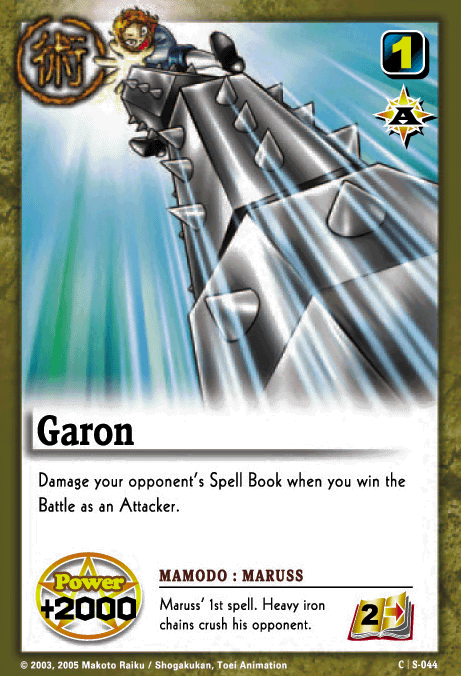 術
1
A
Garon
Damage your opponent's Spell Book when you win the
Battle as an Attacker.
Power
+2000
MAMODO : MARUSS
Maruss' 1st spell. Heavy iron
chains crush his opponent.
2
© 2003, 2005 Makoto Raiku / Shogakukan, Toei Animation
C | S-044